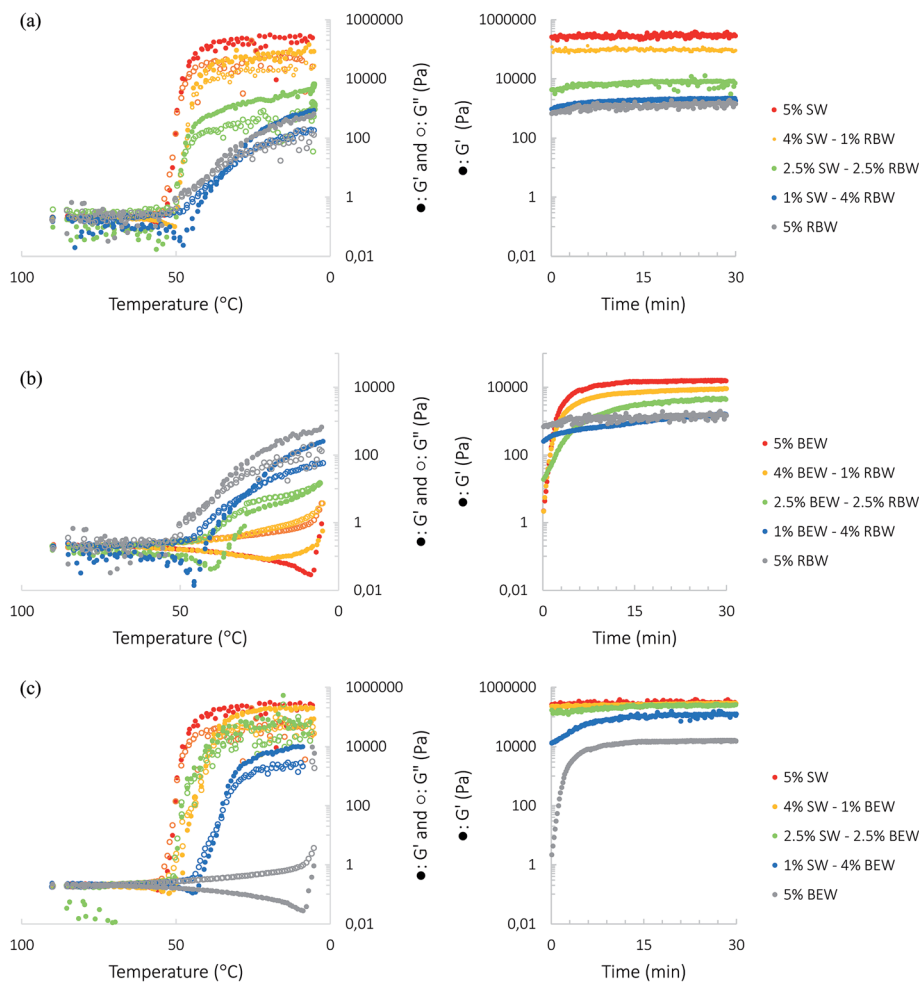 (a)
1000000
10000
100
1
0,01
100
50
0
Temperature (°C)
●: G' and ○: G'' (Pa)
1000000
10000
100
1
0,01
0
15
30
Time (min)
●: G' (Pa)
5% SW
4% SW - 1% RBW
2.5% SW - 2.5% RBW
1% SW - 4% RBW
5% RBW
(b)
10000
100
1
0,01
100
50
0
Temperature (°C)
●: G' and ○: G'' (Pa)
10000
100
1
0,01
0
15
30
Time (min)
●: G' (Pa)
5% BEW
4% BEW - 1% RBW
2.5% BEW - 2.5% RBW
1% BEW - 4% RBW
5% RBW
(c)
1000000
10000
100
1
0,01
100
50
0
Temperature (°C)
●: G' and ○: G'' (Pa)
1000000
10000
100
1
0,01
0
15
30
Time (min)
●: G' (Pa)
5% SW
4% SW - 1% BEW
2.5% SW - 2.5% BEW
1% SW - 4% BEW
5% BEW